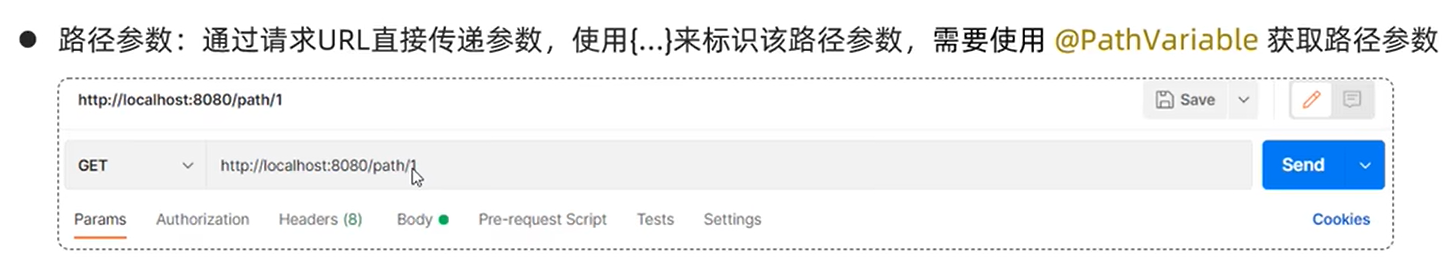 ● 路径参数：通过请求URL直接传递参数，使用{...}来标识该路径参数，需要使用 @PathVariable 获取路径参数
http://localhost:8080/path/1 Save
GET http://localhost:8080/path/1 Send
Params Authorization Headers (8) Body Pre-request Script Tests Settings Cookies